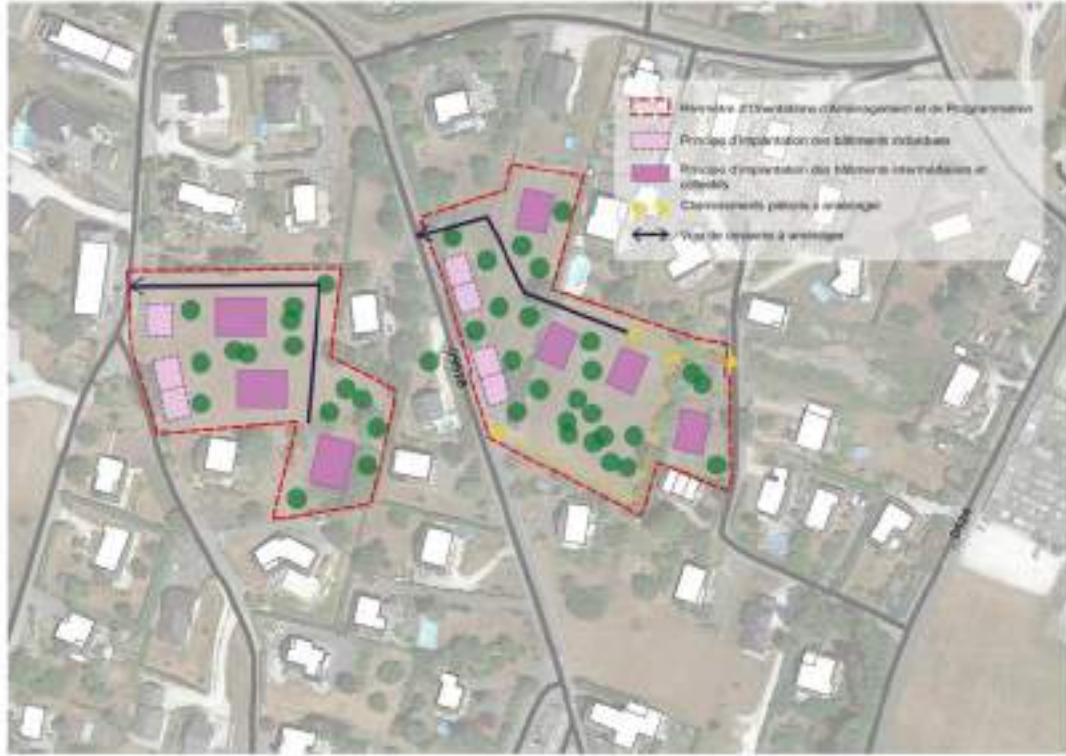 Périmètre d'Orientations d'Aménagement et de Programmation
Principe d'implantation des bâtiments individuels
Principe d'implantation des bâtiments intermédiaires et
collectifs
Cheminements piétons à aménager
Voie de desserte à aménager